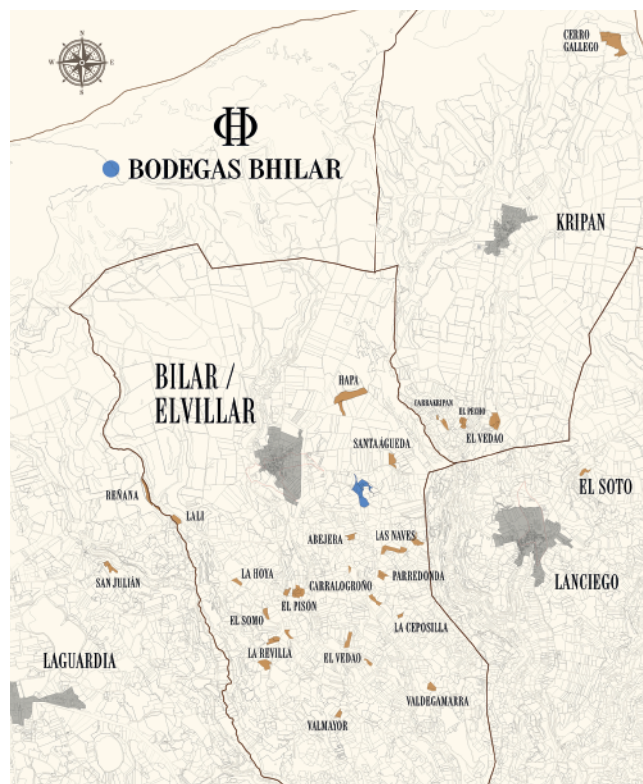 CERRO
GALLEGO
N
W
E
S
BODEGAS BHILAR
KRIPAN
BILAR /
ELVILLAR
HAPA
CARRAKRIPAN
EL PECHO
EL VEDAO
SANTA ÁGUEDA
EL SOTO
REÑANA
LALI
ABEJERA
LAS NAVES
LANCIEGO
SAN JULIÁN
LA HOYA
CARRALOGROÑO
PARREDONDA
EL PISÓN
EL SOMO
LA CEPOSILLA
LA REVILLA
EL VEDAO
LAGUARDIA
VALDEGAMARRA
VALMAYOR